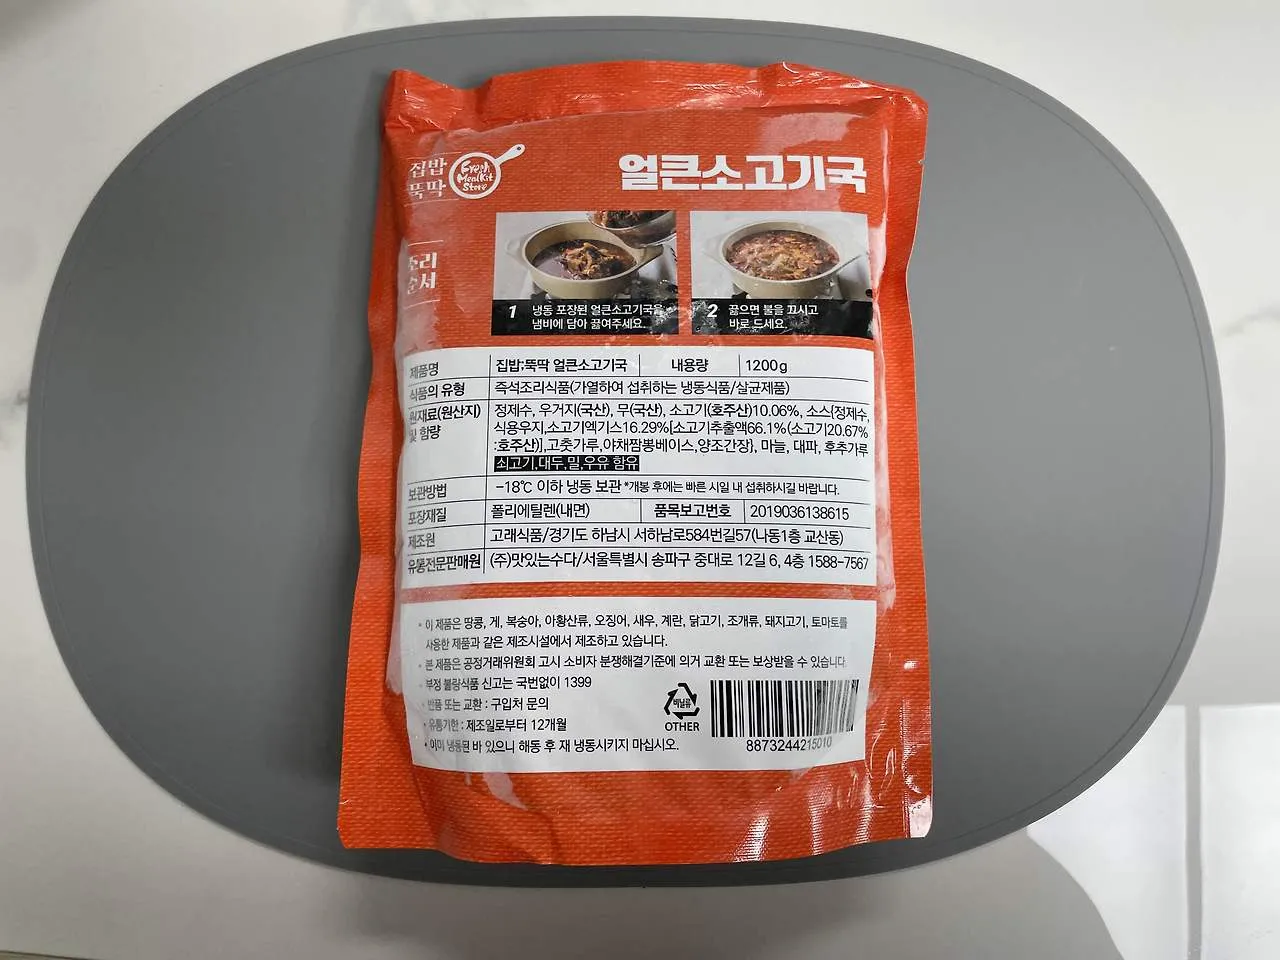 집밥
뚝딱
Fresh
MealKit
Store
얼큰소고기국
조리
순서
1 냉동 포장된 얼큰소고기국을
냄비에 담아 끓여주세요.
2 끓으면 불을 끄시고
바로 드세요.
제품명 집밥;뚝딱 얼큰소고기국 내용량 1200g
식품의 유형 즉석조리식품(가열하여 섭취하는 냉동식품/살균제품)
원재료(원산지) 정제수, 우거지(국산), 무(국산), 소고기(호주산)10.06%, 소스{정제수,
및 함량 식용우지,소고기엑기스16.29%[소고기추출액66.1%(소고기20.67%
:호주산)],고춧가루,야채짬뽕베이스,양조간장}, 마늘, 대파, 후추가루
쇠고기,대두,밀,우유 함유
보관방법 -18℃ 이하 냉동 보관 *개봉 후에는 빠른 시일 내 섭취하시길 바랍니다.
포장재질 폴리에틸렌(내면) 품목보고번호 2019036138615
제조원 고래식품/경기도 하남시 서하남로584번길57(나동1층 교산동)
유통전문판매원 (주)맛있는수다/서울특별시 송파구 중대로 12길 6, 4층 1588-7567
• 이 제품은 땅콩, 게, 복숭아, 아황산류, 오징어, 새우, 계란, 닭고기, 조개류, 돼지고기, 토마토를
사용한 제품과 같은 제조시설에서 제조하고 있습니다.
• 본 제품은 공정거래위원회 고시 소비자 분쟁해결기준에 의거 교환 또는 보상받을 수 있습니다.
• 부정 불량식품 신고는 국번없이 1399
• 반품 또는 교환 : 구입처 문의
• 유통기한 : 제조일로부터 12개월
• 이미 냉동된 바 있으니 해동 후 재 냉동시키지 마십시오.
비닐류
OTHER
8873244215010